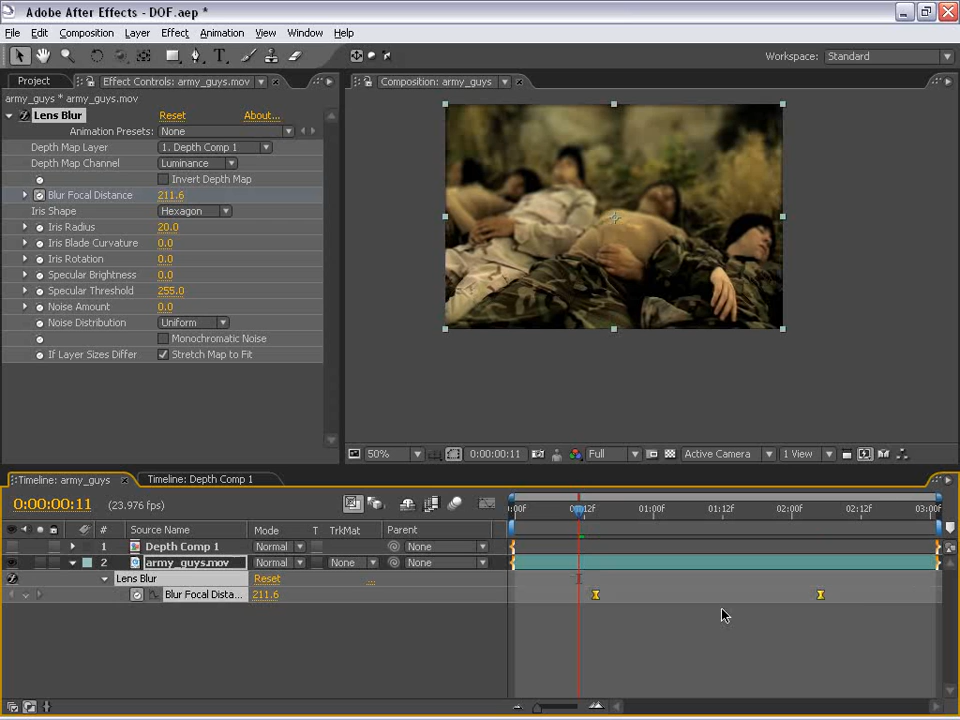 Adobe After Effects - DOF.aep *
File Edit Composition Layer Effect Animation View Window Help
Workspace: Standard
Project Effect Controls: army_guys.mov
Composition: army_guys
army_guys * army_guys.mov
Lens Blur Reset About...
Animation Presets: None
Depth Map Layer 1. Depth Comp 1
Depth Map Channel Luminance
Invert Depth Map
Blur Focal Distance 211.6
Iris Shape Hexagon
Iris Radius 20.0
Iris Blade Curvature 0.0
Iris Rotation 0.0
Specular Brightness 0.0
Specular Threshold 255.0
Noise Amount 0.0
Noise Distribution Uniform
Monochromatic Noise
If Layer Sizes Differ Stretch Map to Fit
50% 0:00:00:11 Full Active Camera 1 View
Timeline: army_guys Timeline: Depth Comp 1
0:00:00:11 (23.976 fps)
:00F 00:12F 01:00F 01:12F 02:00F 02:12F 03:00F
# Source Name Mode T TrkMat Parent
1 Depth Comp 1 Normal None
2 army_guys.mov Normal None None
Lens Blur Reset ...
Blur Focal Dista... 211.6